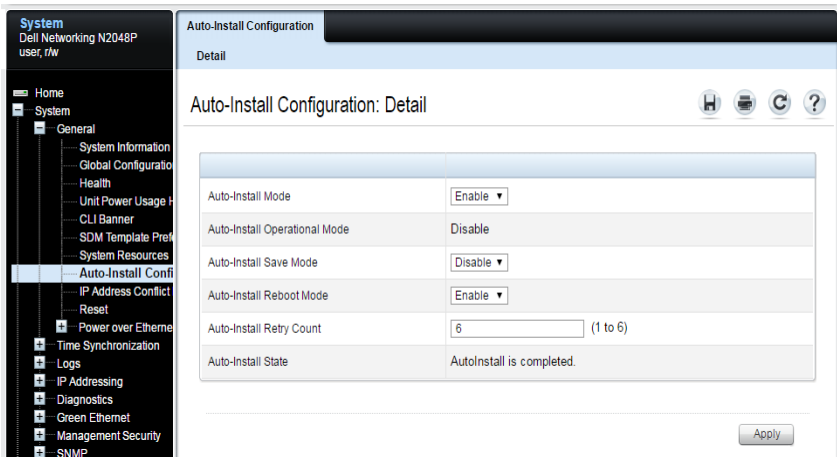 System
Dell Networking N2048P
user, r/w
Home
System
General
System Information
Global Configuratio
Health
Unit Power Usage H
CLI Banner
SDM Template Pref
System Resources
Auto-Install Confi
IP Address Conflict
Reset
Power over Etherne
Time Synchronization
Logs
IP Addressing
Diagnostics
Green Ethernet
Management Security
SNMP
Auto-Install Configuration
Detail
Auto-Install Configuration: Detail
Auto-Install Mode Enable
Auto-Install Operational Mode Disable
Auto-Install Save Mode Disable
Auto-Install Reboot Mode Enable
Auto-Install Retry Count 6 (1 to 6)
Auto-Install State AutoInstall is completed.
Apply